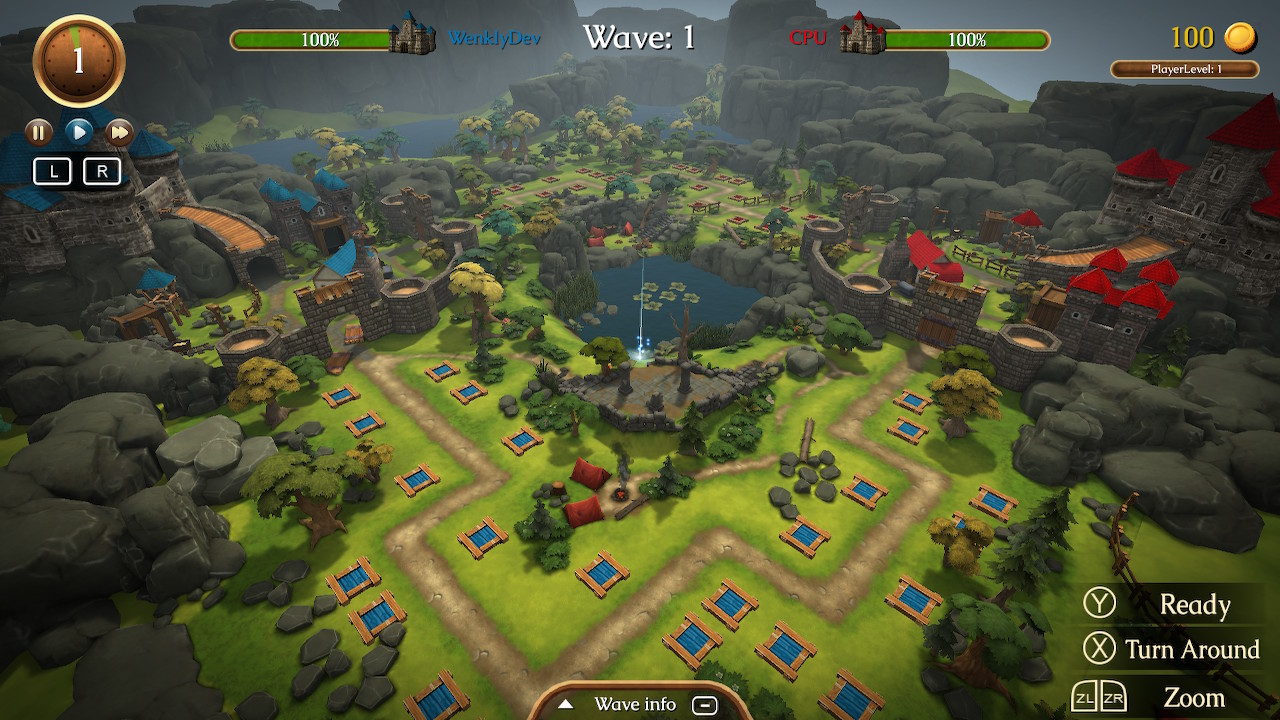 1
100%
WenklyDev
Wave: 1
CPU
100%
100
PlayerLevel: 1
L R
Y Ready
X Turn Around
ZL ZR Zoom
Wave info